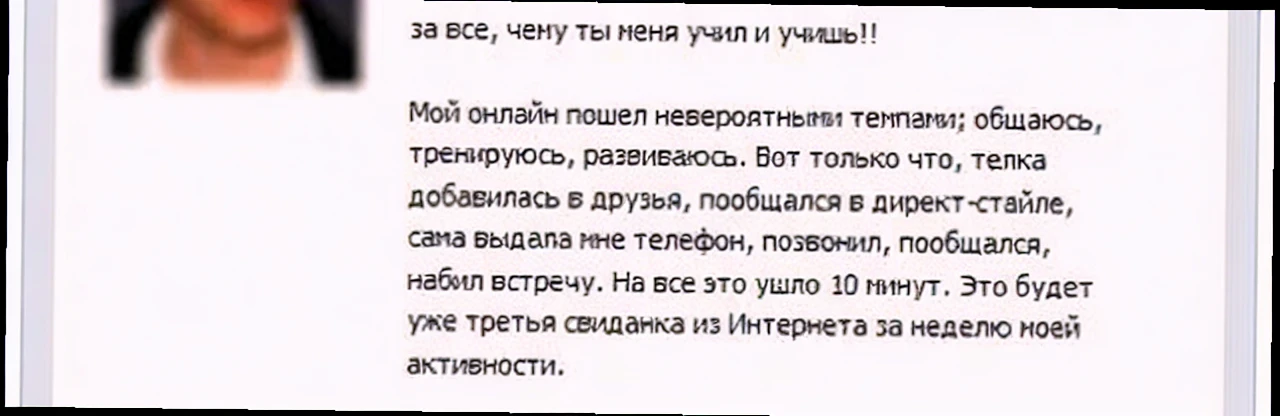 за все, чему ты меня учил и учишь!!
Мой онлайн пошел невероятными темпами; общаюсь,
тренируюсь, развиваюсь. Вот только что, телка
добавилась в друзья, пообщался в директ-стайле,
сама выдала мне телефон, позвонил, пообщался,
набил встречу. На все это ушло 10 минут. Это будет
уже третья свиданка из Интернета за неделю моей
активности.